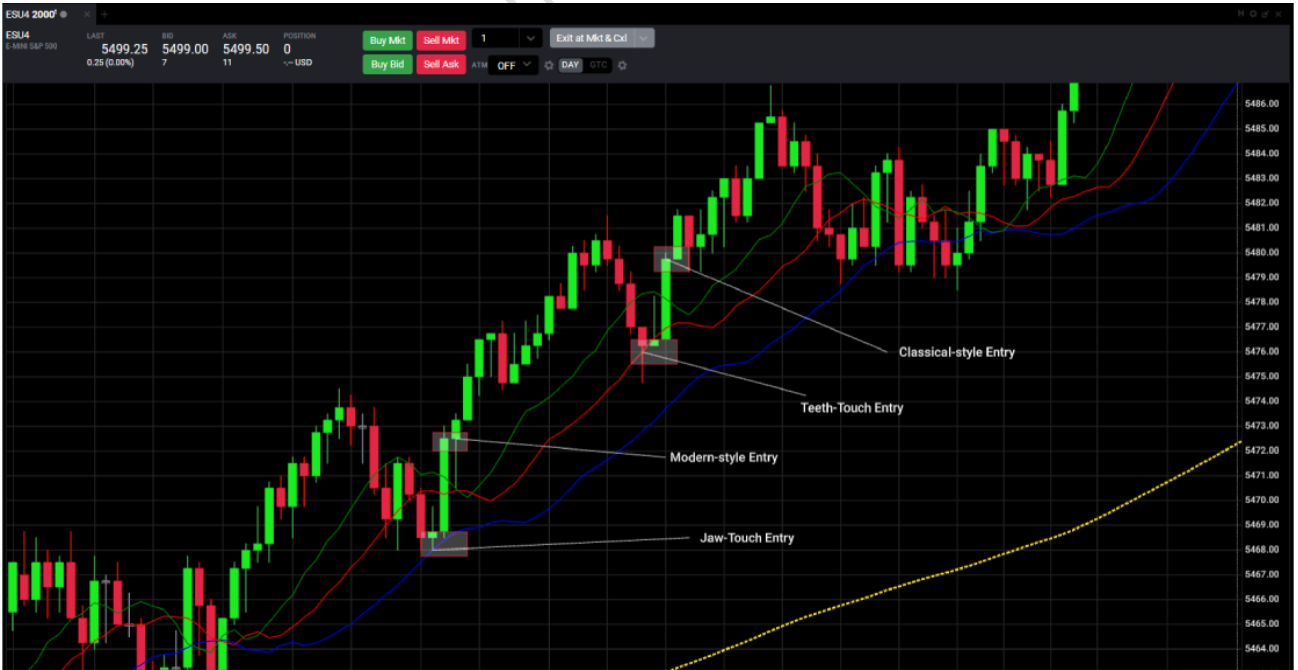 ESU4 2000ᵗ
× +
H
ESU4
E-MINI S&P 500
LAST
5499.25
0.25 (0.00%)
BID
5499.00
7
ASK
5499.50
11
POSITION
0
-.-- USD
Buy Mkt Sell Mkt 1 Exit at Mkt & Cxl
Buy Bid Sell Ask ATM OFF DAY GTC
5486.00
5485.00
5484.00
5483.00
5482.00
5481.00
5480.00
5479.00
5478.00
5477.00
5476.00
5475.00
5474.00
5473.00
5472.00
5471.00
5470.00
5469.00
5468.00
5467.00
5466.00
5465.00
5464.00
Classical-style Entry
Teeth-Touch Entry
Modern-style Entry
Jaw-Touch Entry